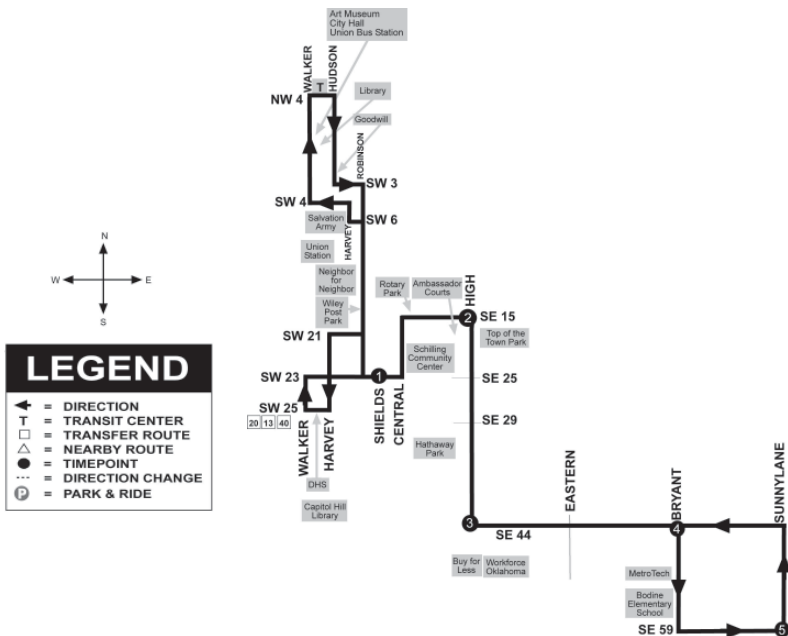 Art Museum
City Hall
Union Bus Station
WALKER
HUDSON
T
NW 4
Library
Goodwill
ROBINSON
SW 3
SW 4
SW 6
Salvation
Army
HARVEY
Union
Station
N
W
E
S
Neighbor
for
Neighbor
Wiley
Post
Park
Rotary
Park
Ambassador
Courts
HIGH
2
SE 15
Top of the
Town Park
SW 21
Schilling
Community
Center
LEGEND
= DIRECTION
T = TRANSIT CENTER
= TRANSFER ROUTE
= NEARBY ROUTE
= TIMEPOINT
= DIRECTION CHANGE
P = PARK & RIDE
SW 23
1
SE 25
SW 25
20 13 40
WALKER
HARVEY
SHIELDS
CENTRAL
SE 29
Hathaway
Park
DHS
Capitol Hill
Library
EASTERN
BRYANT
SUNNYLANE
3
SE 44
4
Buy for
Less
Workforce
Oklahoma
MetroTech
Bodine
Elementary
School
SE 59
5